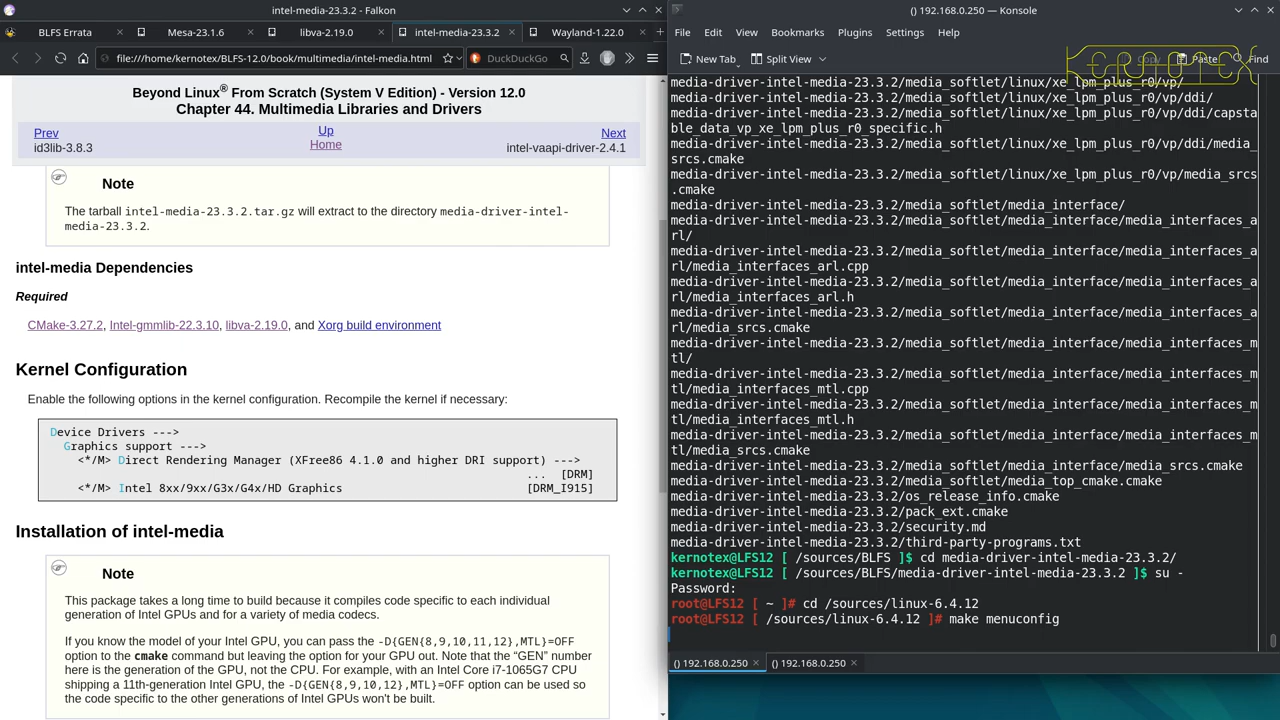 intel-media-23.3.2 - Falkon
BLFS Errata
Mesa-23.1.6
libva-2.19.0
intel-media-23.3.2
Wayland-1.22.0
file:///home/kernotex/BLFS-12.0/book/multimedia/intel-media.html
DuckDuckGo
Beyond Linux® From Scratch (System V Edition) - Version 12.0
Chapter 44. Multimedia Libraries and Drivers
Prev
Up
Next
id3lib-3.8.3
Home
intel-vaapi-driver-2.4.1
Note
The tarball intel-media-23.3.2.tar.gz will extract to the directory media-driver-intel-
media-23.3.2.
intel-media Dependencies
Required
CMake-3.27.2, Intel-gmmlib-22.3.10, libva-2.19.0, and Xorg build environment
Kernel Configuration
Enable the following options in the kernel configuration. Recompile the kernel if necessary:
Device Drivers --->
Graphics support --->
<*/M> Direct Rendering Manager (XFree86 4.1.0 and higher DRI support) --->
... [DRM]
<*/M> Intel 8xx/9xx/G3x/G4x/HD Graphics [DRM_I915]
Installation of intel-media
Note
This package takes a long time to build because it compiles code specific to each individual
generation of Intel GPUs and for a variety of media codecs.
If you know the model of your Intel GPU, you can pass the -D{GEN{8,9,10,11,12},MTL}=OFF
option to the cmake command but leaving the option for your GPU out. Note that the “GEN” number
here is the generation of the GPU, not the CPU. For example, with an Intel Core i7-1065G7 CPU
shipping a 11th-generation Intel GPU, the -D{GEN{8,9,10,12},MTL}=OFF option can be used so
the code specific to the other generations of Intel GPUs won't be built.
() 192.168.0.250 — Konsole
File Edit View Bookmarks Plugins Settings Help
New Tab
Split View
Copy
Paste
Find
KERNOTEX
media-driver-intel-media-23.3.2/media_softlet/linux/xe_lpm_plus_r0/vp/
media-driver-intel-media-23.3.2/media_softlet/linux/xe_lpm_plus_r0/vp/ddi/
media-driver-intel-media-23.3.2/media_softlet/linux/xe_lpm_plus_r0/vp/ddi/capsta
ble_data_vp_xe_lpm_plus_r0_specific.h
media-driver-intel-media-23.3.2/media_softlet/linux/xe_lpm_plus_r0/vp/ddi/media_
srcs.cmake
media-driver-intel-media-23.3.2/media_softlet/linux/xe_lpm_plus_r0/vp/media_srcs
.cmake
media-driver-intel-media-23.3.2/media_softlet/media_interface/
media-driver-intel-media-23.3.2/media_softlet/media_interface/media_interfaces_a
rl/
media-driver-intel-media-23.3.2/media_softlet/media_interface/media_interfaces_a
rl/media_interfaces_arl.cpp
media-driver-intel-media-23.3.2/media_softlet/media_interface/media_interfaces_a
rl/media_interfaces_arl.h
media-driver-intel-media-23.3.2/media_softlet/media_interface/media_interfaces_a
rl/media_srcs.cmake
media-driver-intel-media-23.3.2/media_softlet/media_interface/media_interfaces_m
tl/
media-driver-intel-media-23.3.2/media_softlet/media_interface/media_interfaces_m
tl/media_interfaces_mtl.cpp
media-driver-intel-media-23.3.2/media_softlet/media_interface/media_interfaces_m
tl/media_interfaces_mtl.h
media-driver-intel-media-23.3.2/media_softlet/media_interface/media_interfaces_m
tl/media_srcs.cmake
media-driver-intel-media-23.3.2/media_softlet/media_interface/media_srcs.cmake
media-driver-intel-media-23.3.2/media_softlet/media_top_cmake.cmake
media-driver-intel-media-23.3.2/os_release_info.cmake
media-driver-intel-media-23.3.2/pack_ext.cmake
media-driver-intel-media-23.3.2/security.md
media-driver-intel-media-23.3.2/third-party-programs.txt
kernotex@LFS12 [ /sources/BLFS ]$ cd media-driver-intel-media-23.3.2/
kernotex@LFS12 [ /sources/BLFS/media-driver-intel-media-23.3.2 ]$ su -
Password:
root@LFS12 [ ~ ]# cd /sources/linux-6.4.12
root@LFS12 [ /sources/linux-6.4.12 ]# make menuconfig
() 192.168.0.250
() 192.168.0.250